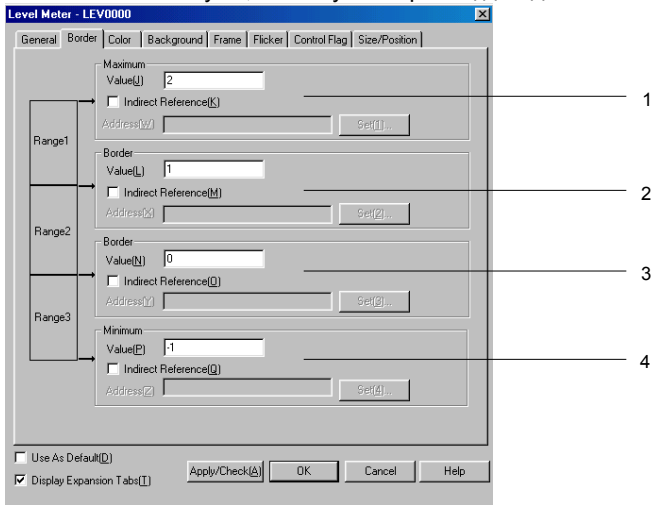 Level Meter - LEV0000
General Border Color Background Frame Flicker Control Flag Size/Position
Maximum
Value(J) 2
Indirect Reference(K)
Address(W) Set(1)...
1
Range1
Border
Value(L) 1
Indirect Reference(M)
Address(X) Set(2)...
2
Range2
Border
Value(N) 0
Indirect Reference(O)
Address(Y) Set(3)...
3
Range3
Minimum
Value(P) -1
Indirect Reference(Q)
Address(Z) Set(4)...
4
Use As Default(D)
Display Expansion Tabs(T)
Apply/Check(A) OK Cancel Help